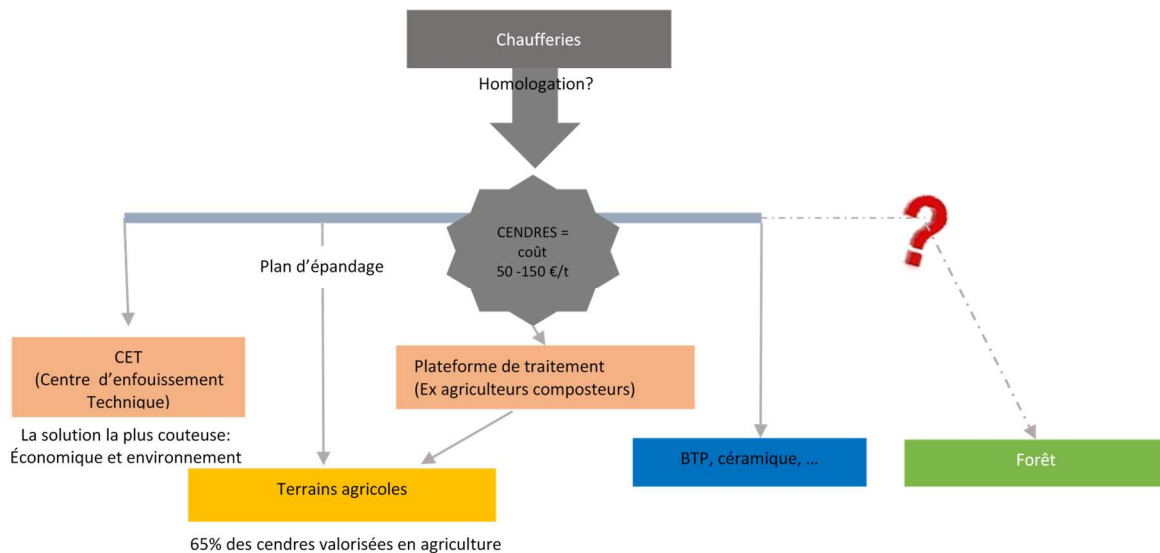 Chaufferies
Homologation?
CENDRES =
coût
50 -150 €/t
Plan d’épandage
?
CET
(Centre d’enfouissement
Technique)
La solution la plus couteuse:
Économique et environnement
Plateforme de traitement
(Ex agriculteurs composteurs)
Terrains agricoles
65% des cendres valorisées en agriculture
BTP, céramique, ...
Forêt